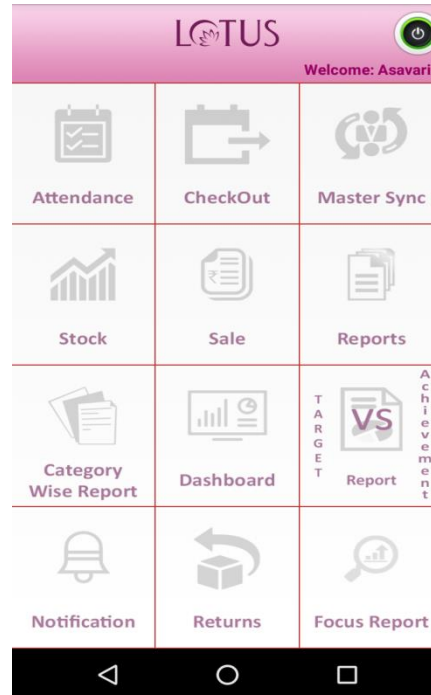 LOTUS
Welcome: Asavari
Attendance
CheckOut
Master Sync
Stock
Sale
Reports
Category
Wise Report
Dashboard
TARGET
VS
Achievement
Report
Notification
Returns
Focus Report